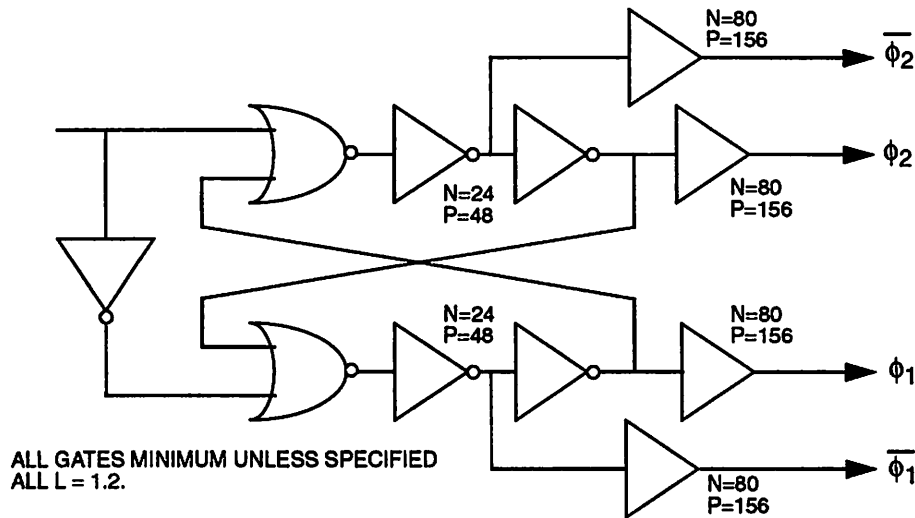 N=80
P=156
ϕ̅₂
ϕ₂
N=24
P=48
N=80
P=156
N=24
P=48
N=80
P=156
ϕ₁
ALL GATES MINIMUM UNLESS SPECIFIED
ALL L = 1.2.
ϕ̅₁
N=80
P=156